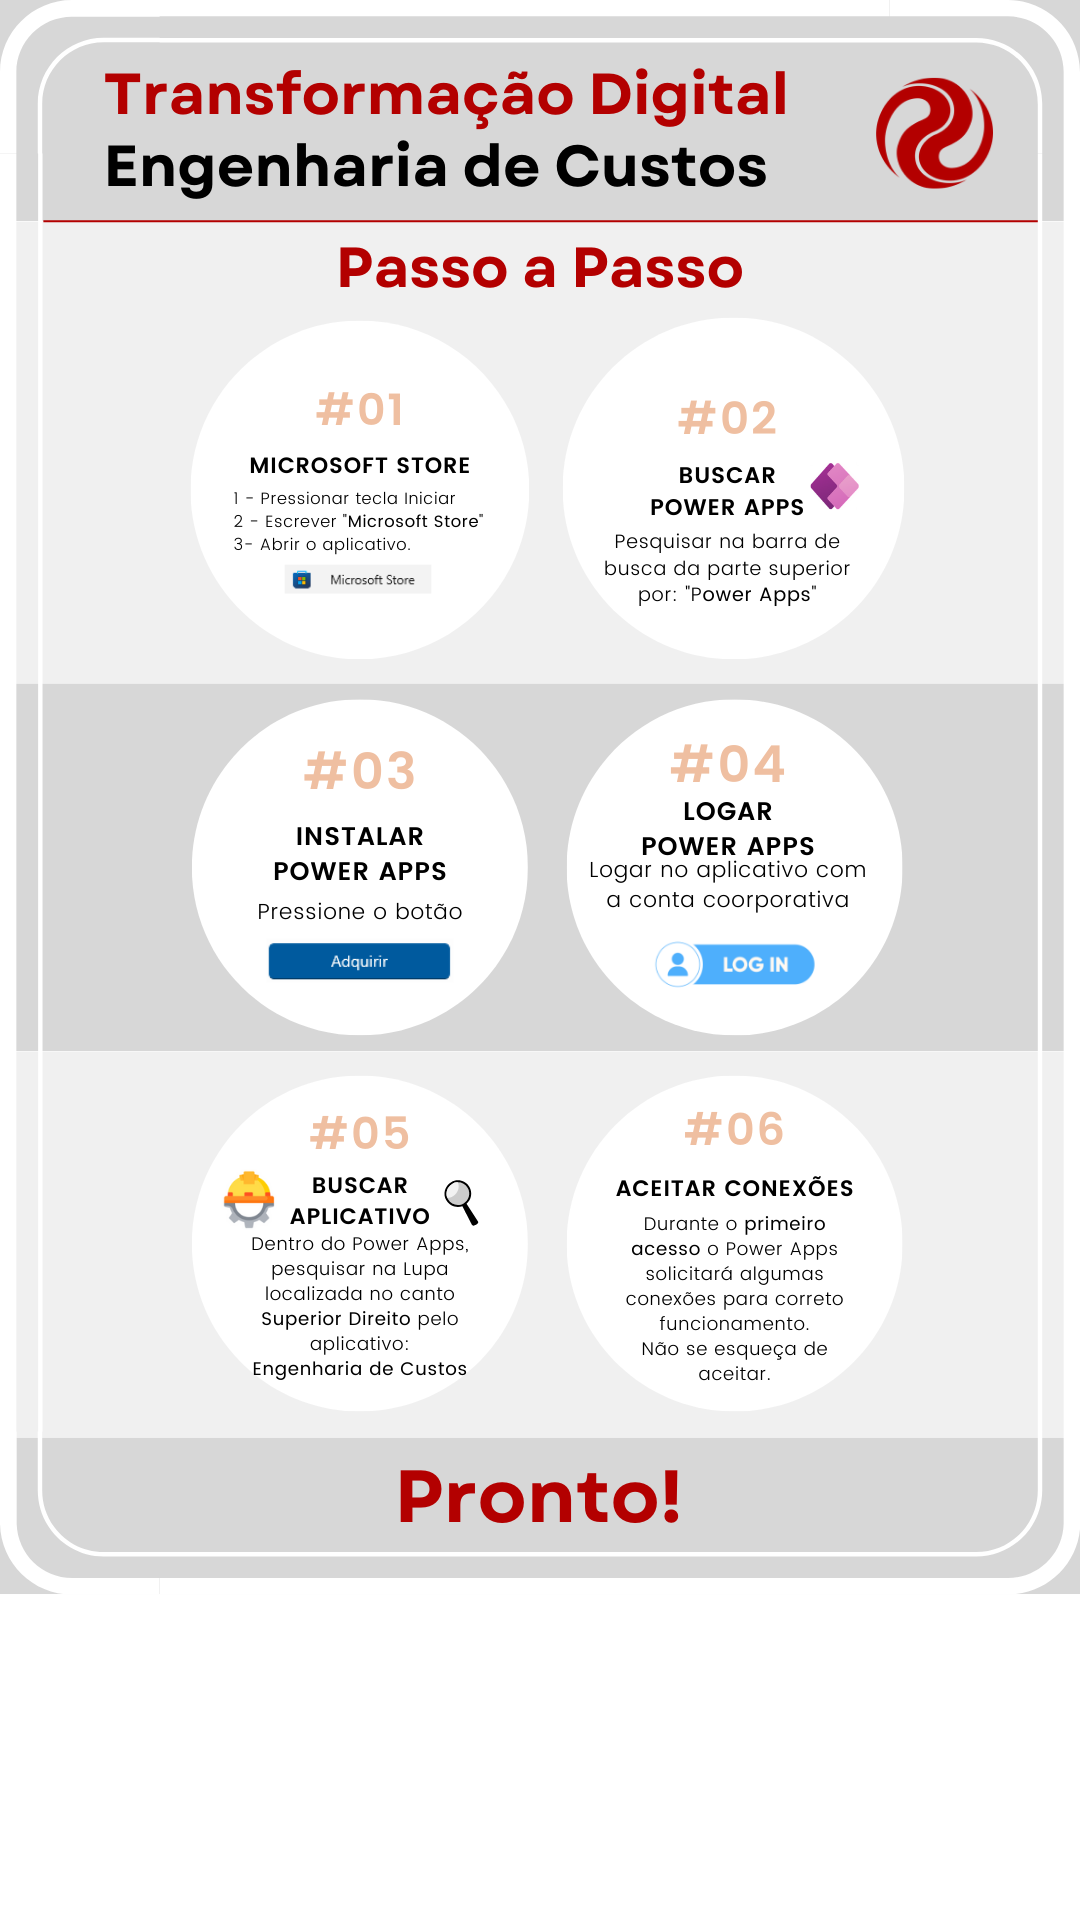 Transformação Digital
Engenharia de Custos
Passo a Passo
#01
MICROSOFT STORE
1 - Pressionar tecla Iniciar
2 - Escrever "Microsoft Store"
3- Abrir o aplicativo.
Microsoft Store
#02
BUSCAR
POWER APPS
Pesquisar na barra de
busca da parte superior
por: "Power Apps"
#03
INSTALAR
POWER APPS
Pressione o botão
Adquirir
#04
LOGAR
POWER APPS
Logar no aplicativo com
a conta coorporativa
LOG IN
#05
BUSCAR
APLICATIVO
Dentro do Power Apps,
pesquisar na Lupa
localizada no canto
Superior Direito pelo
aplicativo:
Engenharia de Custos
#06
ACEITAR CONEXÕES
Durante o primeiro
acesso o Power Apps
solicitará algumas
conexões para correto
funcionamento.
Não se esqueça de
aceitar.
Pronto!